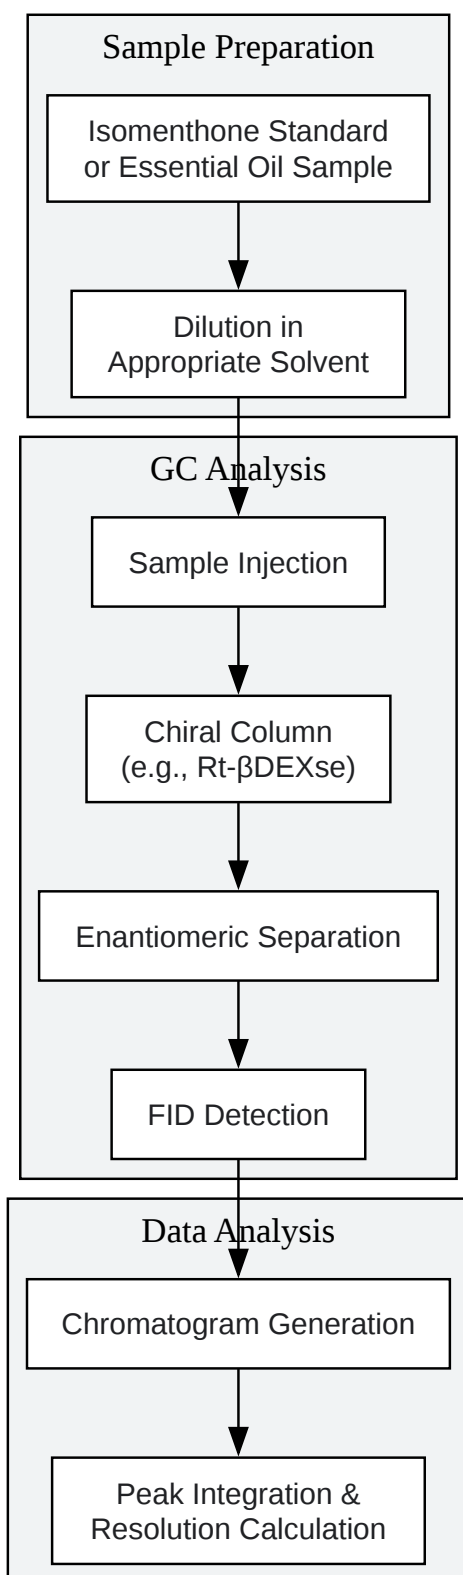 Sample Preparation
Isomenthone Standard
or Essential Oil Sample
Dilution in
Appropriate Solvent
GC Analysis
Sample Injection
Chiral Column
(e.g., Rt-βDEXse)
Enantiomeric Separation
FID Detection
Data Analysis
Chromatogram Generation
Peak Integration &
Resolution Calculation